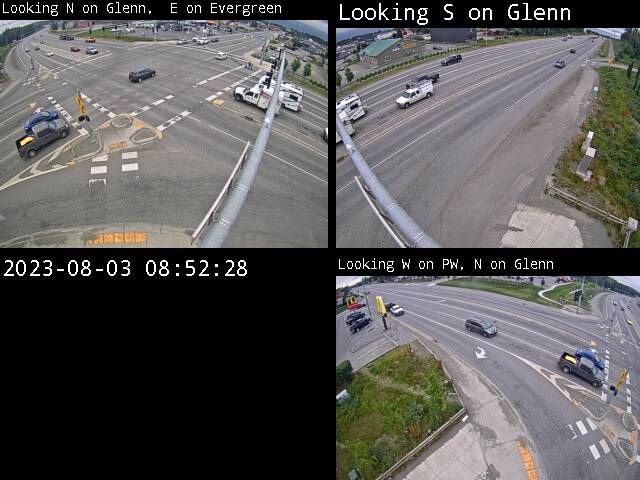 Looking N on Glenn,  E on Evergreen
Looking S on Glenn
2023-08-03 08:52:28
Looking W on PW, N on Glenn